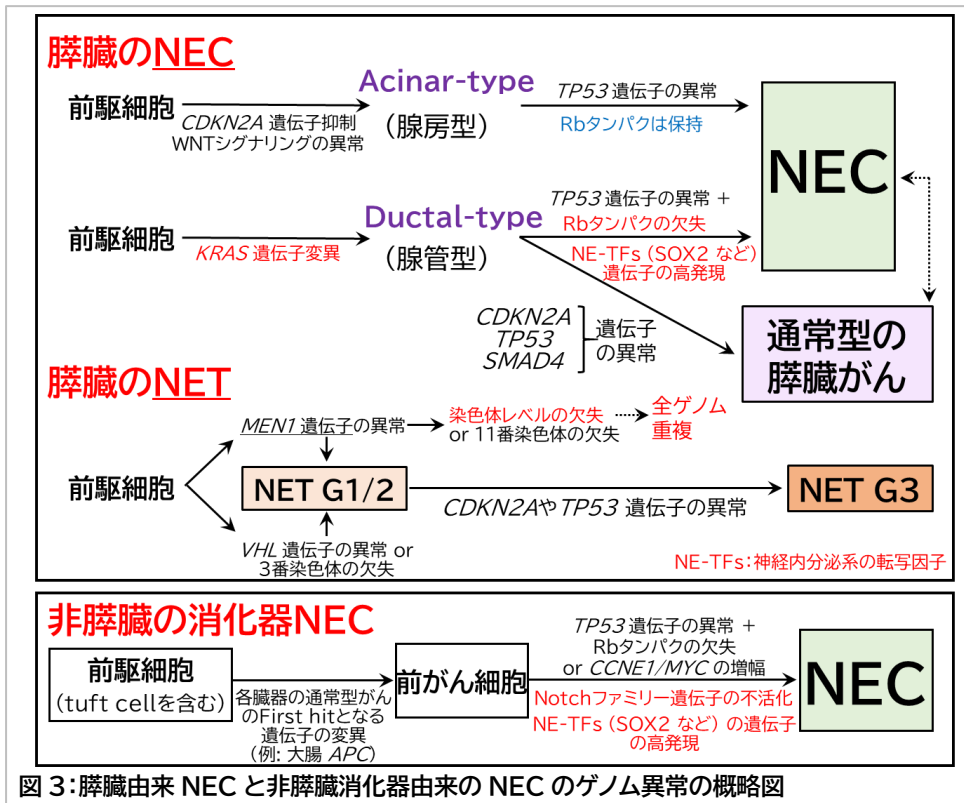 膵臓のNEC
前駆細胞
CDKN2A 遺伝子抑制
WNTシグナリングの異常
Acinar-type
(腺房型)
TP53 遺伝子の異常
Rbタンパクは保持
NEC
前駆細胞
KRAS 遺伝子変異
Ductal-type
(腺管型)
TP53 遺伝子の異常 +
Rbタンパクの欠失
NE-TFs (SOX2 など)
遺伝子の高発現
CDKN2A
TP53
SMAD4
遺伝子
の異常
通常型の
膵臓がん
膵臓のNET
前駆細胞
MEN1 遺伝子の異常
染色体レベルの欠失
or 11番染色体の欠失
全ゲノム
重複
NET G1/2
CDKN2AやTP53 遺伝子の異常
NET G3
VHL 遺伝子の異常 or
3番染色体の欠失
NE-TFs:神経内分泌系の転写因子
非膵臓の消化器NEC
前駆細胞
(tuft cellを含む)
各臓器の通常型がん
のFirst hitとなる
遺伝子の変異
(例: 大腸 APC)
前がん細胞
TP53 遺伝子の異常 +
Rbタンパクの欠失
or CCNE1/MYC の増幅
Notchファミリー遺伝子の不活化
NE-TFs (SOX2 など) の遺伝子
の高発現
NEC
図 3:膵臓由来 NEC と非膵臓消化器由来の NEC のゲノム異常の概略図